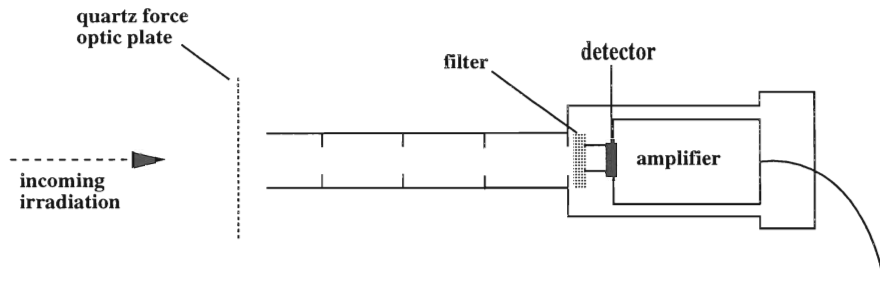 quartz force
optic plate
filter
detector
amplifier
incoming
irradiation